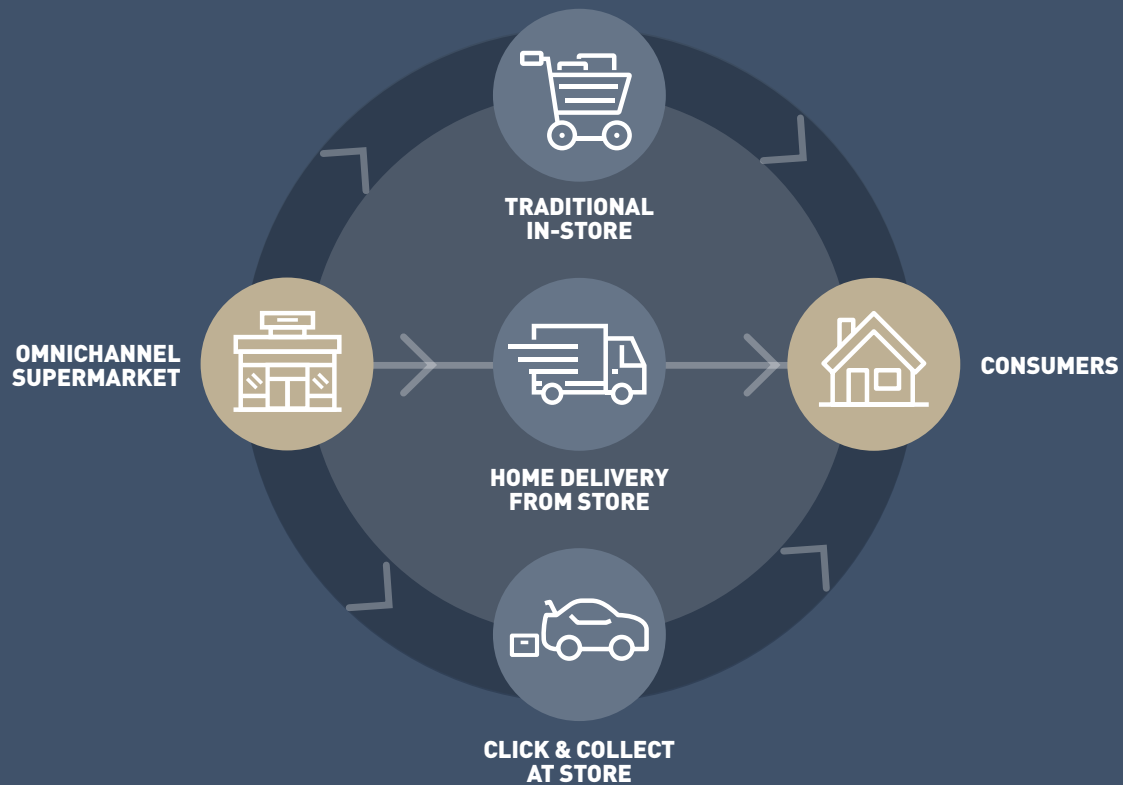 TRADITIONAL
IN-STORE
OMNICHANNEL
SUPERMARKET
CONSUMERS
HOME DELIVERY
FROM STORE
CLICK & COLLECT
AT STORE